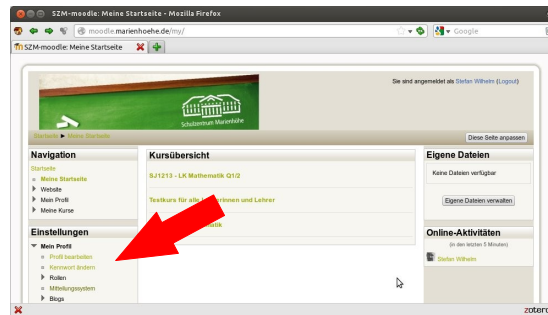 SZM-moodle: Meine Startseite - Mozilla Firefox
moodle.marienhoehe.de/my/
Google
SZM-moodle: Meine Startseite
Sie sind angemeldet als Stefan Wilhelm (Logout)
Schulzentrum Marienhöhe
Startseite ► Meine Startseite
Diese Seite anpassen
Navigation
Startseite
Meine Startseite
Website
Mein Profil
Meine Kurse
Einstellungen
Mein Profil
Profil bearbeiten
Kennwort ändern
Rollen
Mitteilungssystem
Blogs
Kursübersicht
SJ1213 - LK Mathematik Q1/2
Testkurs für alle und Lehrer
Eigene Dateien
Keine Dateien verfügbar
Eigene Dateien verwalten
Online-Aktivitäten
(in den letzten 5 Minuten)
Stefan Wilhelm
zotero